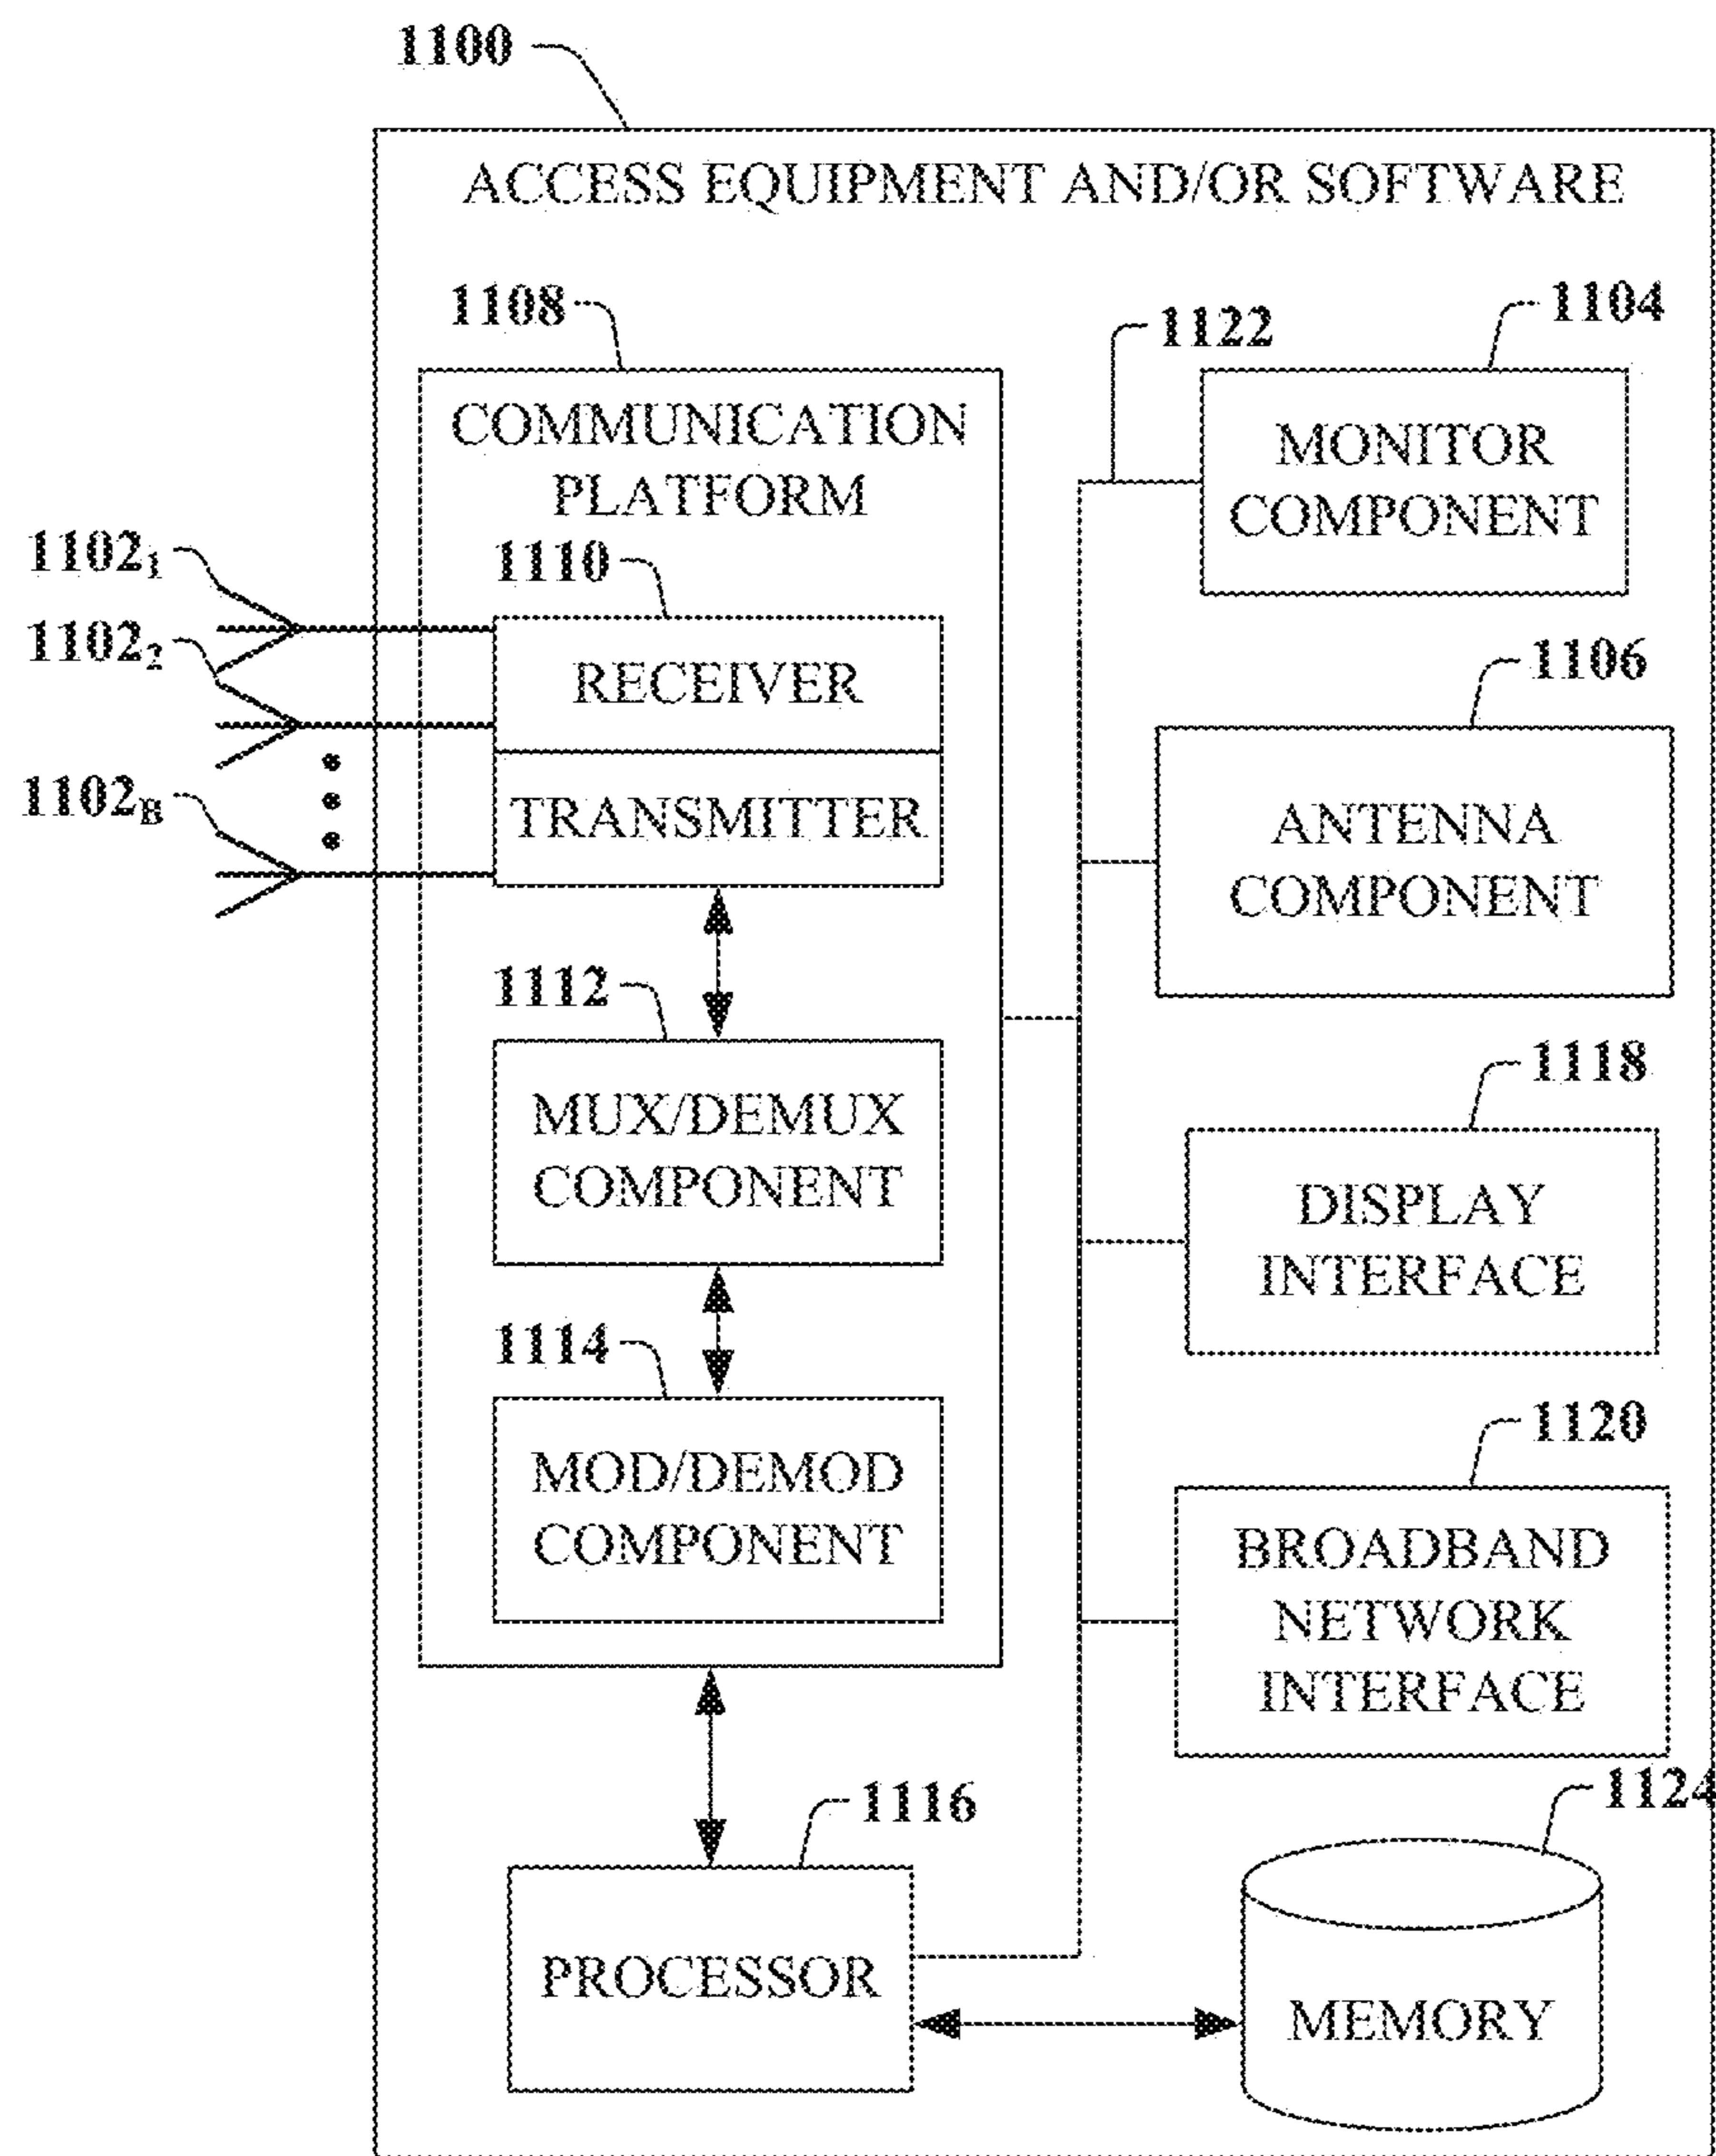 1100
ACCESS EQUIPMENT AND/OR SOFTWARE
1108
COMMUNICATION
PLATFORM
1102₁
1102₂
1102_B
1110
RECEIVER
TRANSMITTER
1112
MUX/DEMUX
COMPONENT
1114
MOD/DEMOD
COMPONENT
1116
PROCESSOR
1122
1104
MONITOR
COMPONENT
1106
ANTENNA
COMPONENT
1118
DISPLAY
INTERFACE
1120
BROADBAND
NETWORK
INTERFACE
1124
MEMORY